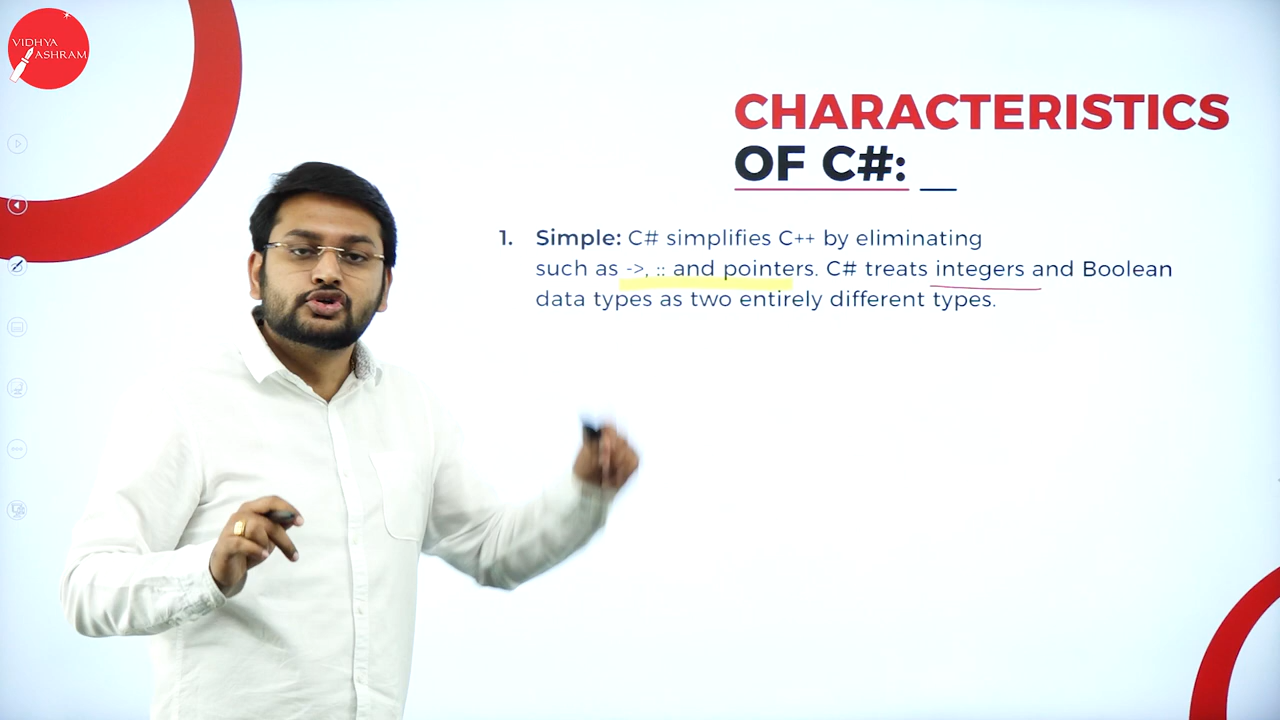 VIDHYA
ASHRAM
CHARACTERISTICS
OF C#:
1. Simple: C# simplifies C++ by eliminating
such as ->, :: and pointers. C# treats integers and Boolean
data types as two entirely different types.